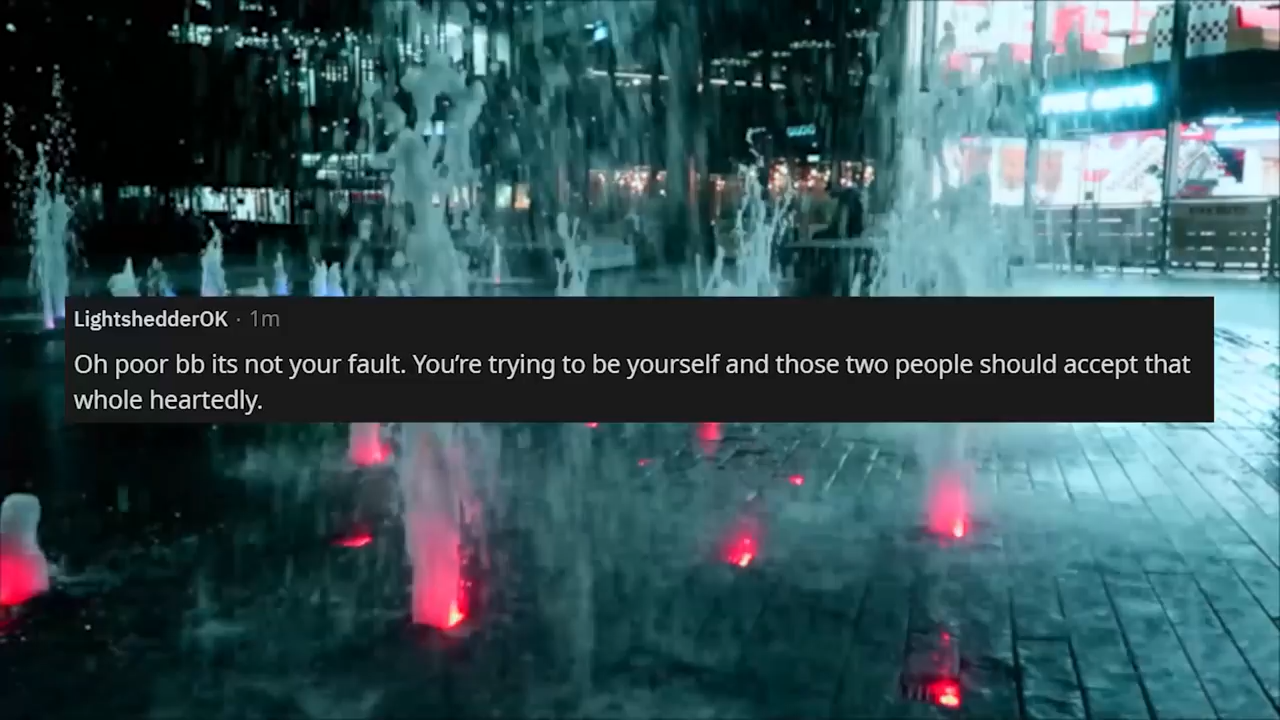 LightshedderOK · 1m
Oh poor bb its not your fault. You’re trying to be yourself and those two people should accept that
whole heartedly.